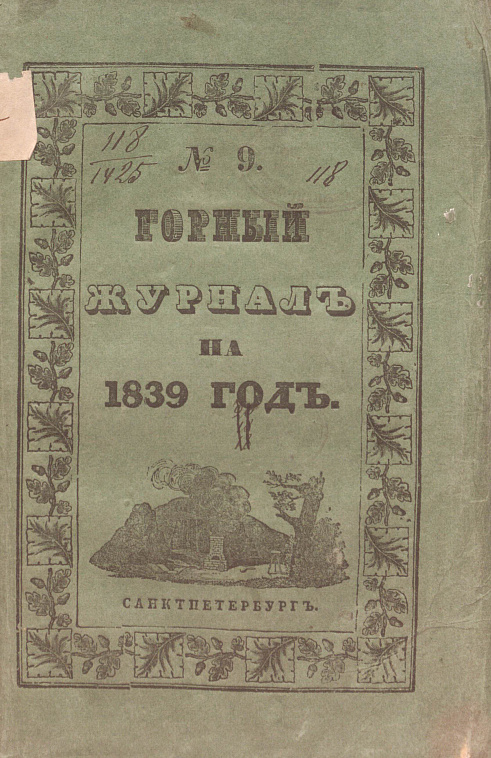 118
1425
№ 9.
118
ГОРНЫЙ
ЖУРНАЛЪ
НА
1839 ГОДЪ.
САНКТПЕТЕРБУРГЪ.